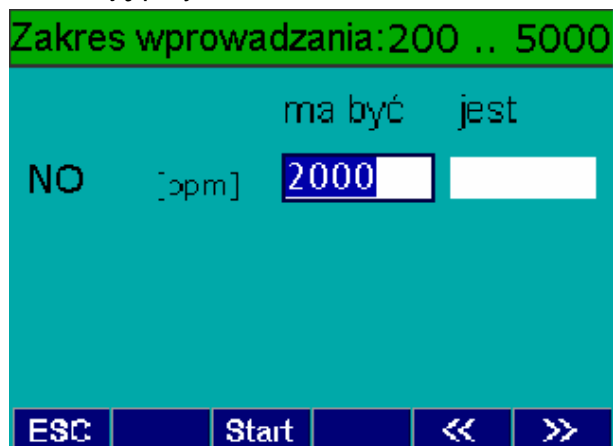 Zakres wprowadzania:200 .. 5000
ma być jest
NO [ppm] 2000
ESC Start << >>